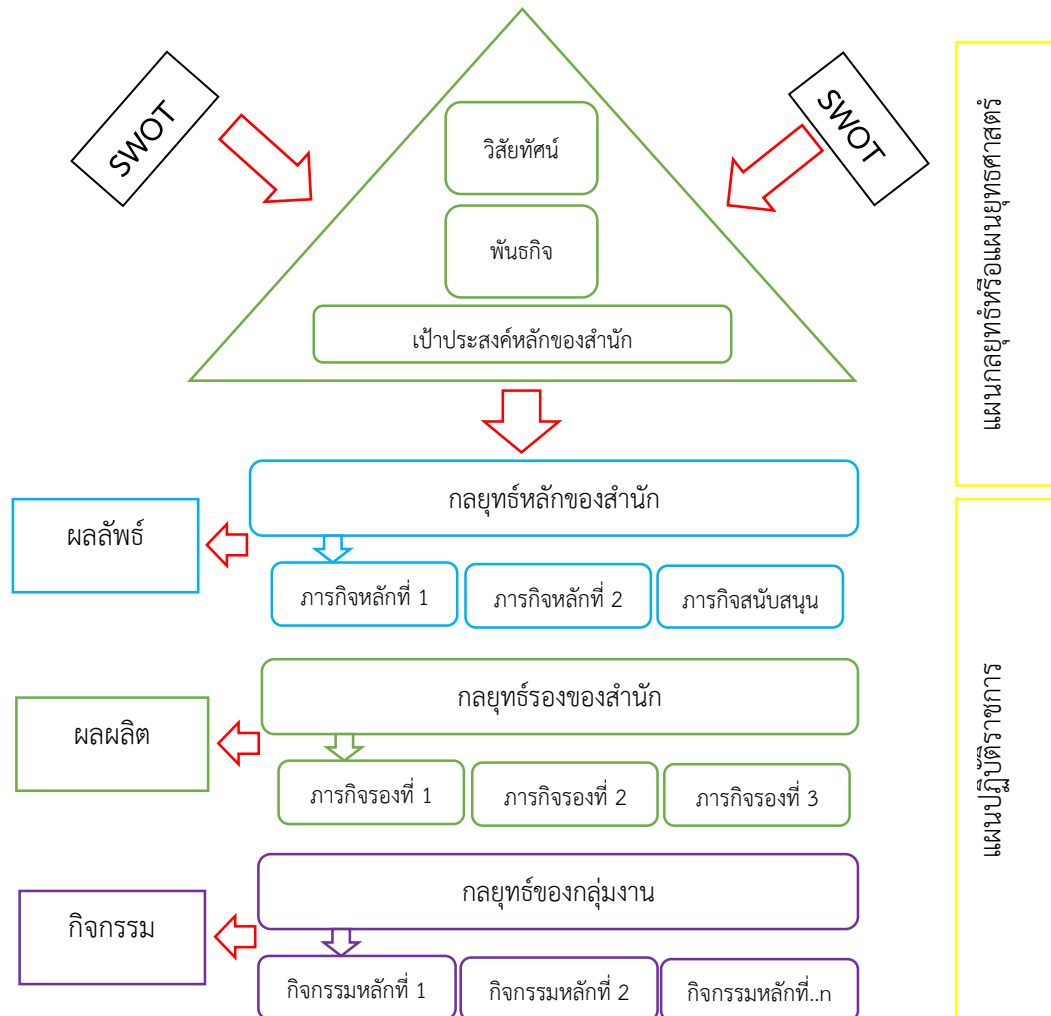 SWOT
SWOT
วิสัยทัศน์
พันธกิจ
เป้าประสงค์หลักของสำนัก
แผนกลยุทธ์หรือแผนยุทธศาสตร์
กลยุทธ์หลักของสำนัก
ผลลัพธ์
ภารกิจหลักที่ 1
ภารกิจหลักที่ 2
ภารกิจสนับสนุน
กลยุทธ์รองของสำนัก
ผลผลิต
ภารกิจรองที่ 1
ภารกิจรองที่ 2
ภารกิจรองที่ 3
แผนปฏิบัติราชการ
กลยุทธ์ของกลุ่มงาน
กิจกรรม
กิจกรรมหลักที่ 1
กิจกรรมหลักที่ 2
กิจกรรมหลักที่..n